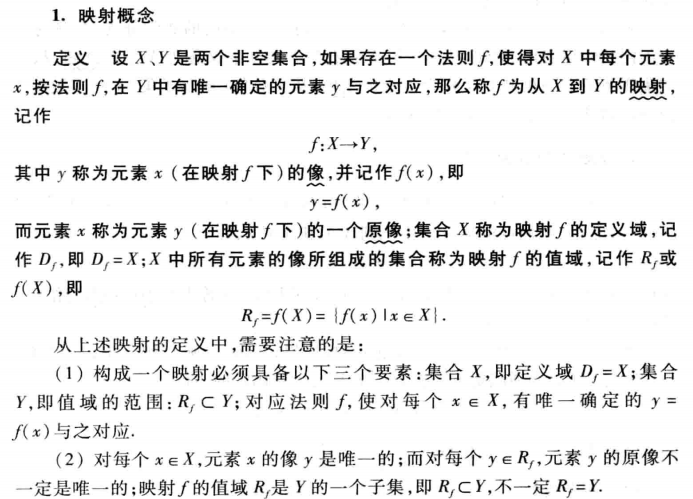 1. 映射概念
定义 设 X、Y 是两个非空集合,如果存在一个法则 f,使得对 X 中每个元素
x,按法则 f,在 Y 中有唯一确定的元素 y 与之对应,那么称 f 为从 X 到 Y 的映射,
记作
f:X→Y,
其中 y 称为元素 x (在映射 f 下)的像,并记作 f(x),即
y=f(x),
而元素 x 称为元素 y (在映射 f 下)的一个原像;集合 X 称为映射 f 的定义域,记
作 D_f,即 D_f=X;X 中所有元素的像所组成的集合称为映射 f 的值域,记作 R_f或
f(X),即
R_f=f(X)={f(x)|x∈X}.
从上述映射的定义中,需要注意的是:
(1) 构成一个映射必须具备以下三个要素:集合 X,即定义域 D_f=X;集合
Y,即值域的范围:R_f⊂Y;对应法则 f,使对每个 x∈X,有唯一确定的 y=
f(x)与之对应.
(2) 对每个 x∈X,元素 x 的像 y 是唯一的;而对每个 y∈R_f,元素 y 的原像不
一定是唯一的;映射 f 的值域 R_f是 Y 的一个子集,即 R_f⊂Y,不一定 R_f=Y.